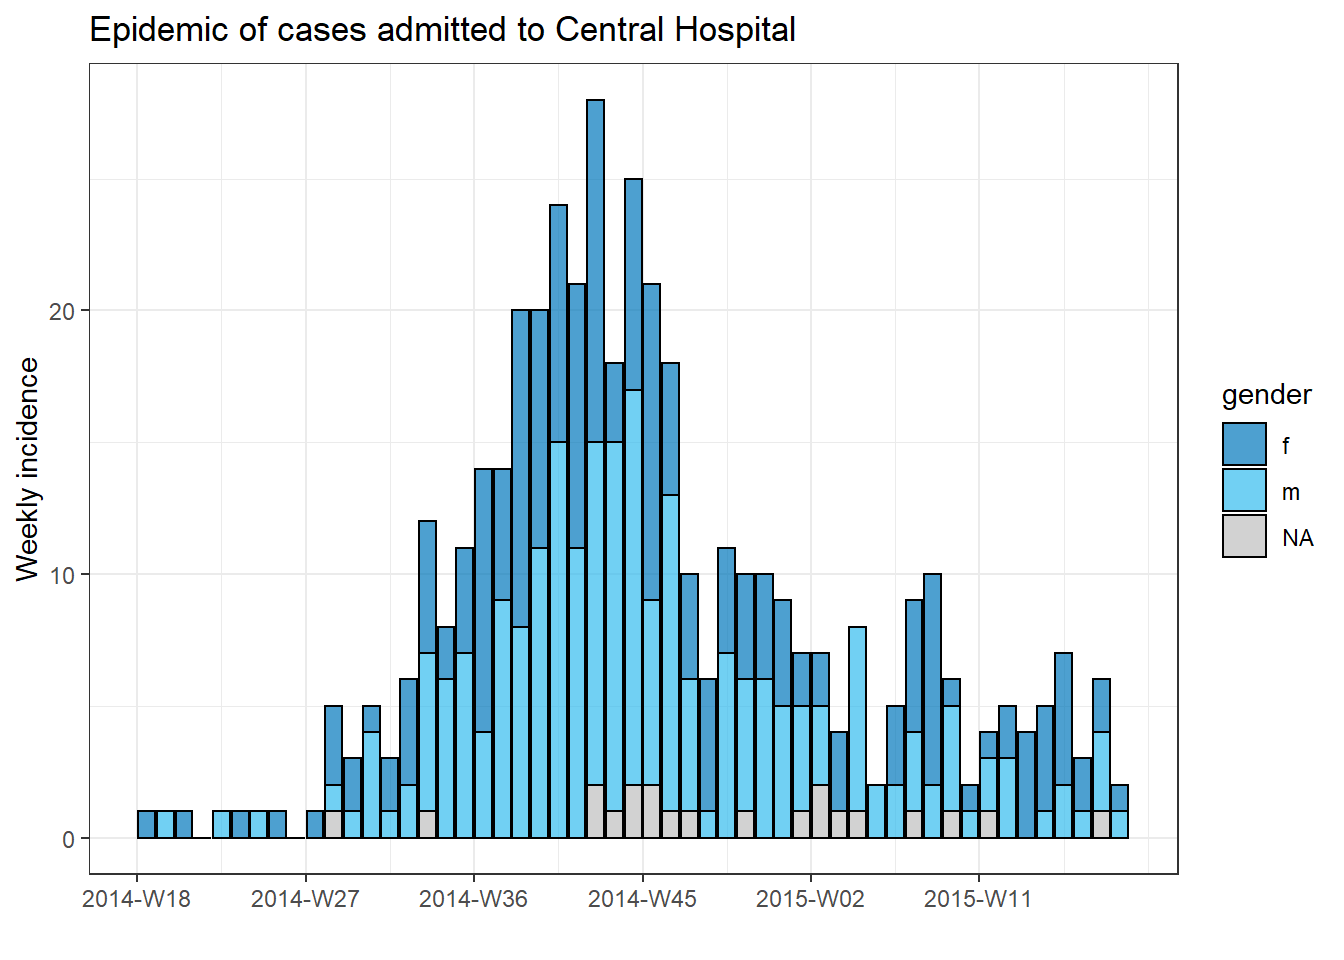 Epidemic of cases admitted to Central Hospital
Weekly incidence
20
10
0
2014-W18
2014-W27
2014-W36
2014-W45
2015-W02
2015-W11
gender
f
m
NA